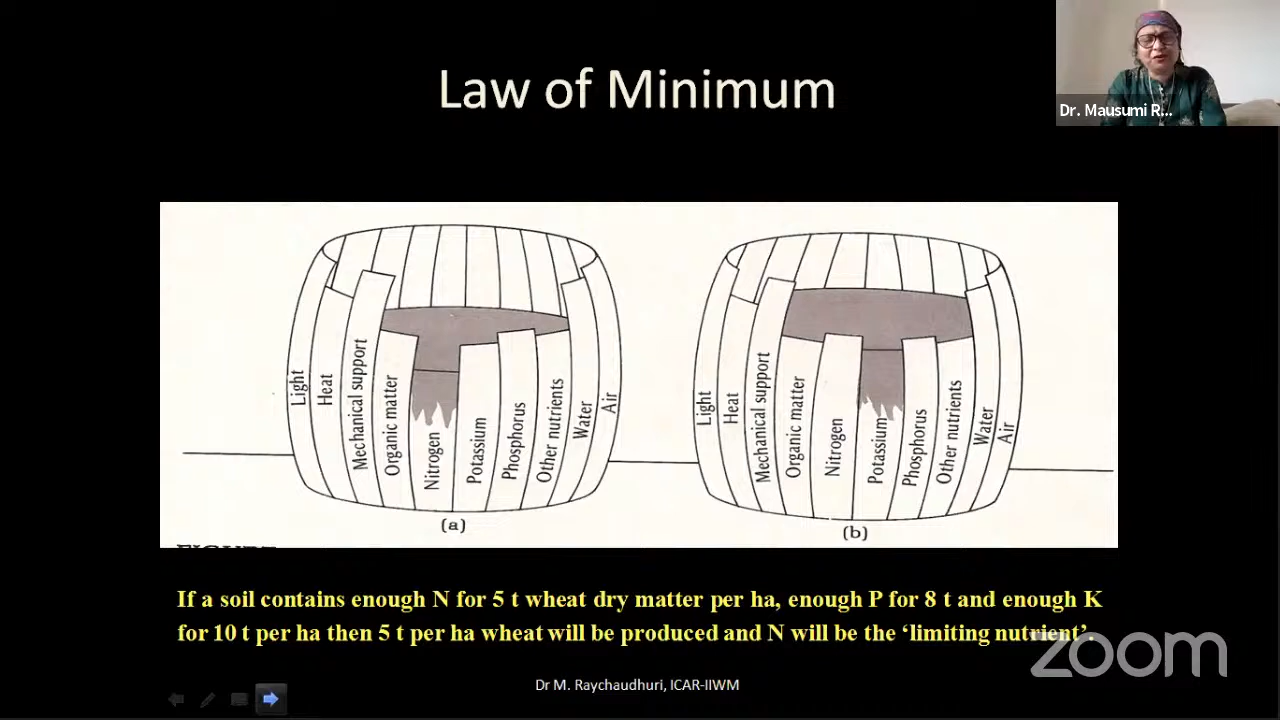 Law of Minimum
Dr. Mausumi R...
Light
Heat
Mechanical support
Organic matter
Nitrogen
Potassium
Phosphorus
Other nutrients
Water
Air
(a)
Light
Heat
Mechanical support
Organic matter
Nitrogen
Potassium
Phosphorus
Other nutrients
Water
Air
(b)
If a soil contains enough N for 5 t wheat dry matter per ha, enough P for 8 t and enough K
for 10 t per ha then 5 t per ha wheat will be produced and N will be the ‘limiting nutrient’.
zoom
Dr M. Raychaudhuri, ICAR-IIWM